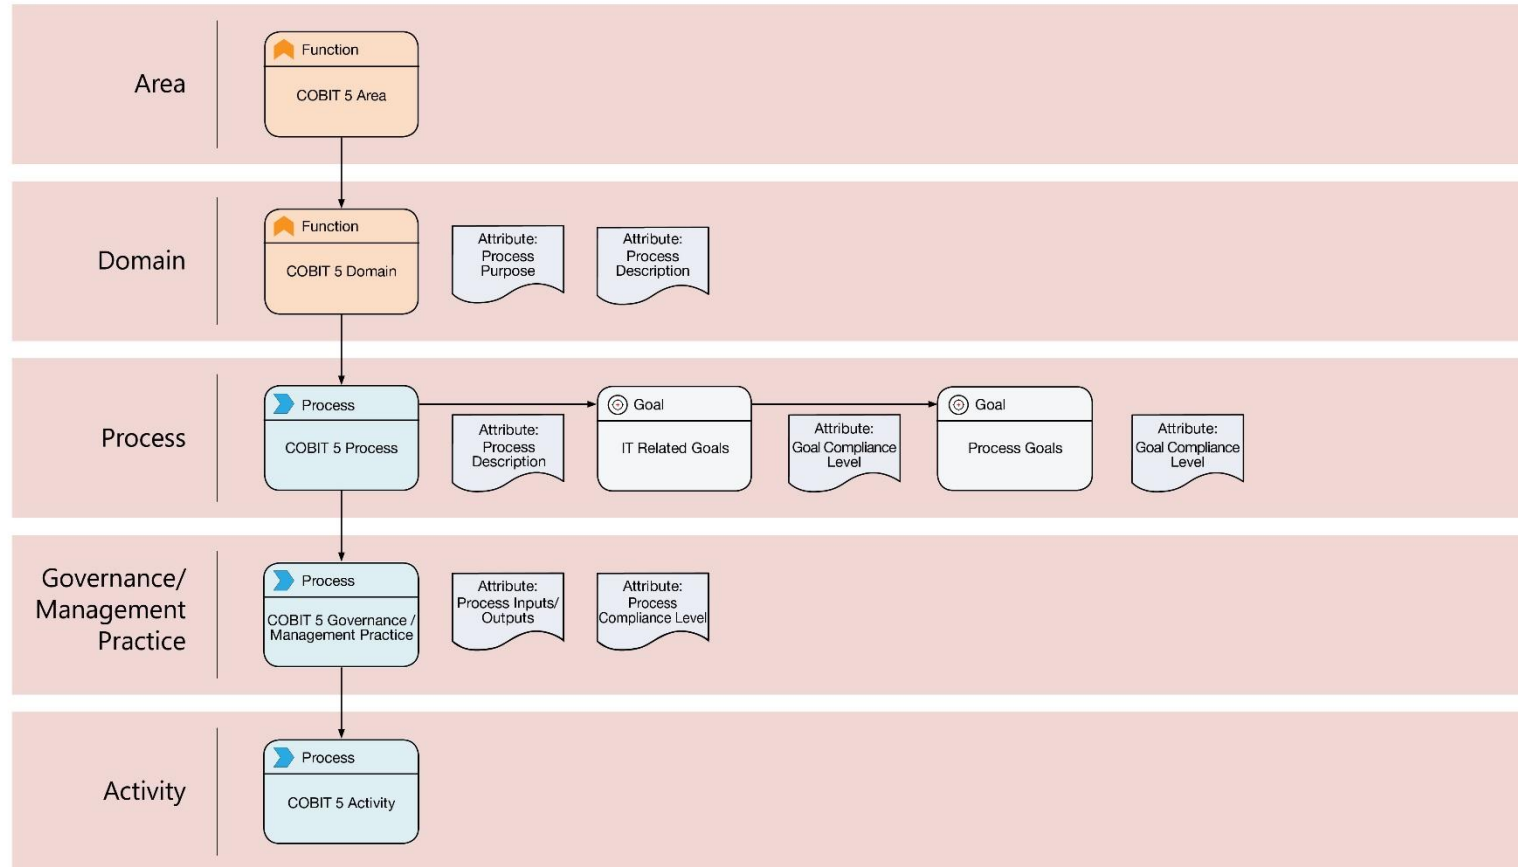 Area
Function
COBIT 5 Area
Domain
Function
COBIT 5 Domain
Attribute:
Process
Purpose
Attribute:
Process
Description
Process
Process
COBIT 5 Process
Attribute:
Process
Description
Goal
IT Related Goals
Attribute:
Goal Compliance
Level
Goal
Process Goals
Attribute:
Goal Compliance
Level
Governance/
Management
Practice
Process
COBIT 5 Governance /
Management Practice
Attribute:
Process Inputs/
Outputs
Attribute:
Process
Compliance Level
Activity
Process
COBIT 5 Activity